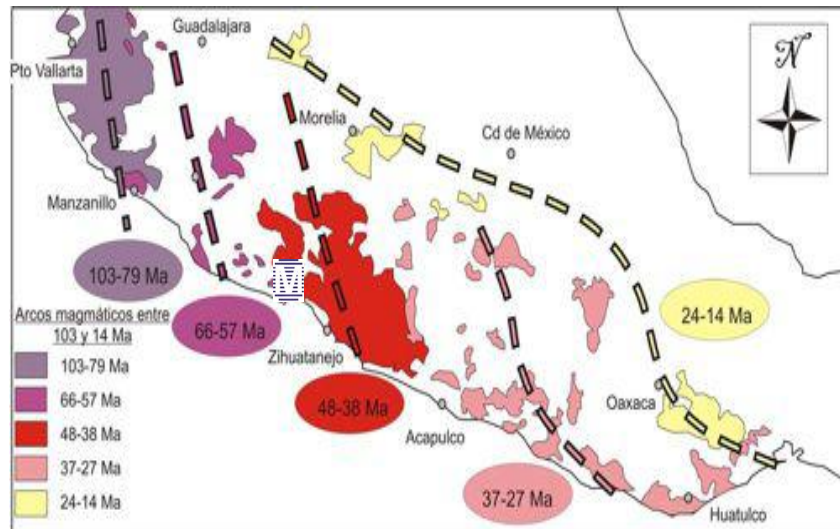 Guadalajara
N
Pto Vallarta
Morelia
Cd de México
Manzanillo
103-79 Ma
M
24-14 Ma
Arcos magmáticos entre
103 y 14 Ma
66-57 Ma
Zihuatanejo
103-79 Ma
66-57 Ma
48-38 Ma
37-27 Ma
24-14 Ma
48-38 Ma
Oaxaca
Acapulco
37-27 Ma
Huatulco